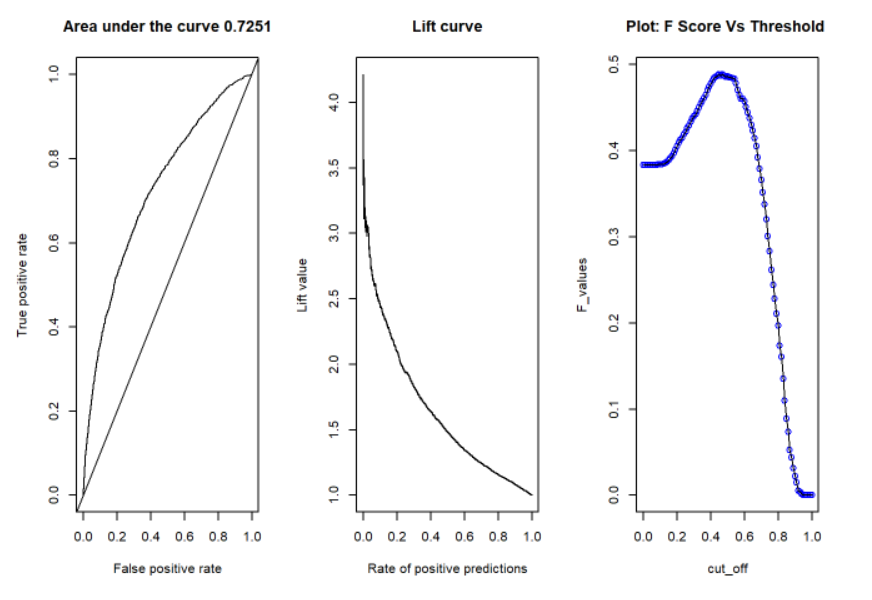 Area under the curve 0.7251
True positive rate
1.0
0.8
0.6
0.4
0.2
0.0
0.0 0.2 0.4 0.6 0.8 1.0
False positive rate
Lift curve
Lift value
4.0
3.5
3.0
2.5
2.0
1.5
1.0
0.0 0.2 0.4 0.6 0.8 1.0
Rate of positive predictions
Plot: F Score Vs Threshold
F_values
0.5
0.4
0.3
0.2
0.1
0.0
0.0 0.2 0.4 0.6 0.8 1.0
cut_off